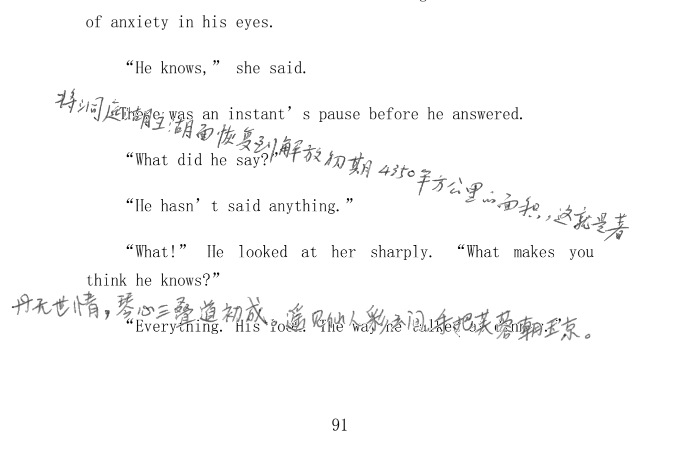 of anxiety in his eyes.
“He knows,” she said.
将洞庭湖主湖面恢复到解放初期4350平方公里的面积,,这就是著
There was an instant’s pause before he answered.
“What did he say?”
“He hasn’t said anything.”
“What!” He looked at her sharply. “What makes you
think he knows?”
丹无世情，琴心三叠道初成。遥见仙人彩云间，手把芙蓉朝玉京。
“Everything. His look. The way he talked at dinner.”
91